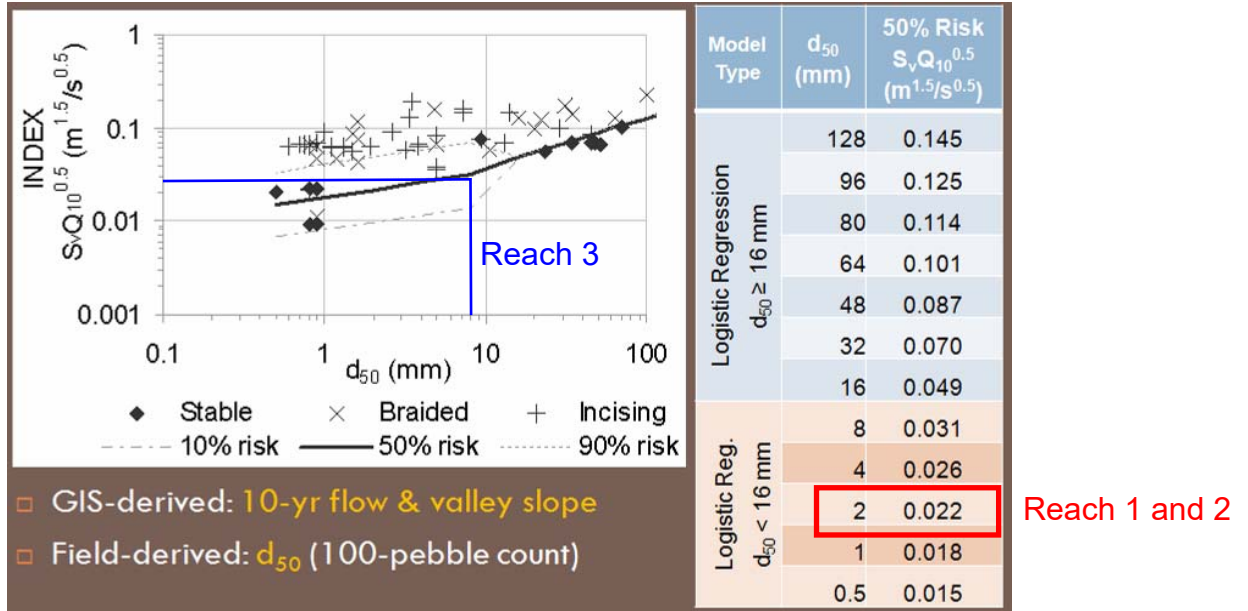 INDEX
SvQ10^0.5 (m^1.5/s^0.5)
1
0.1
0.01
0.001
0.1
1
10
100
d50 (mm)
Reach 3
Stable
Braided
Incising
10% risk
50% risk
90% risk
GIS-derived: 10-yr flow & valley slope
Field-derived: d50 (100-pebble count)
Model Type
d50 (mm)
50% Risk SvQ10^0.5 (m^1.5/s^0.5)
Logistic Regression
d50 ≥ 16 mm
128 0.145
96 0.125
80 0.114
64 0.101
48 0.087
32 0.070
16 0.049
Logistic Reg.
d50 < 16 mm
8 0.031
4 0.026
2 0.022
1 0.018
0.5 0.015
Reach 1 and 2